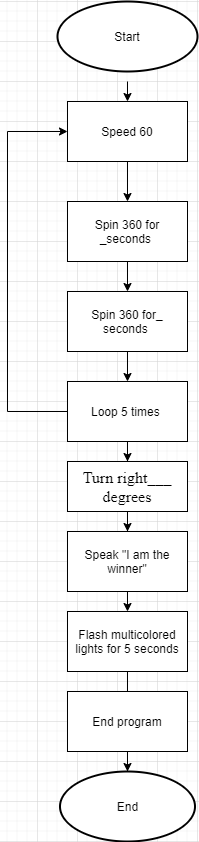 Start
Speed 60
Spin 360 for
_seconds
Spin 360 for_
seconds
Loop 5 times
Turn right___
degrees
Speak "I am the
winner"
Flash multicolored
lights for 5 seconds
End program
End